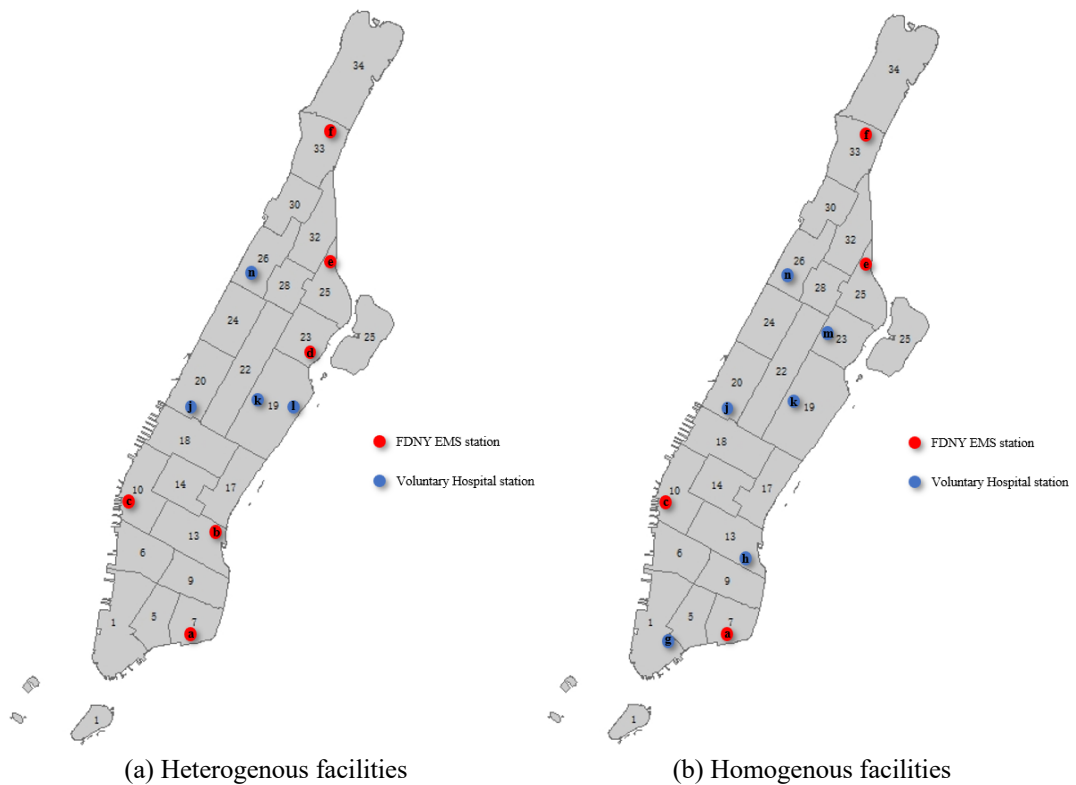 34
f
33
30
32
26
e
n
28
25
24
23
25
d
22
20
k
j
19
l
18
14
17
10
c
b
13
6
9
5
7
1
a
1
FDNY EMS station
Voluntary Hospital station
(a) Heterogenous facilities
34
f
33
30
32
26
e
n
28
25
24
m
23
25
22
20
k
j
19
18
14
17
10
c
13
6
h
9
5
7
1
a
g
1
FDNY EMS station
Voluntary Hospital station
(b) Homogenous facilities